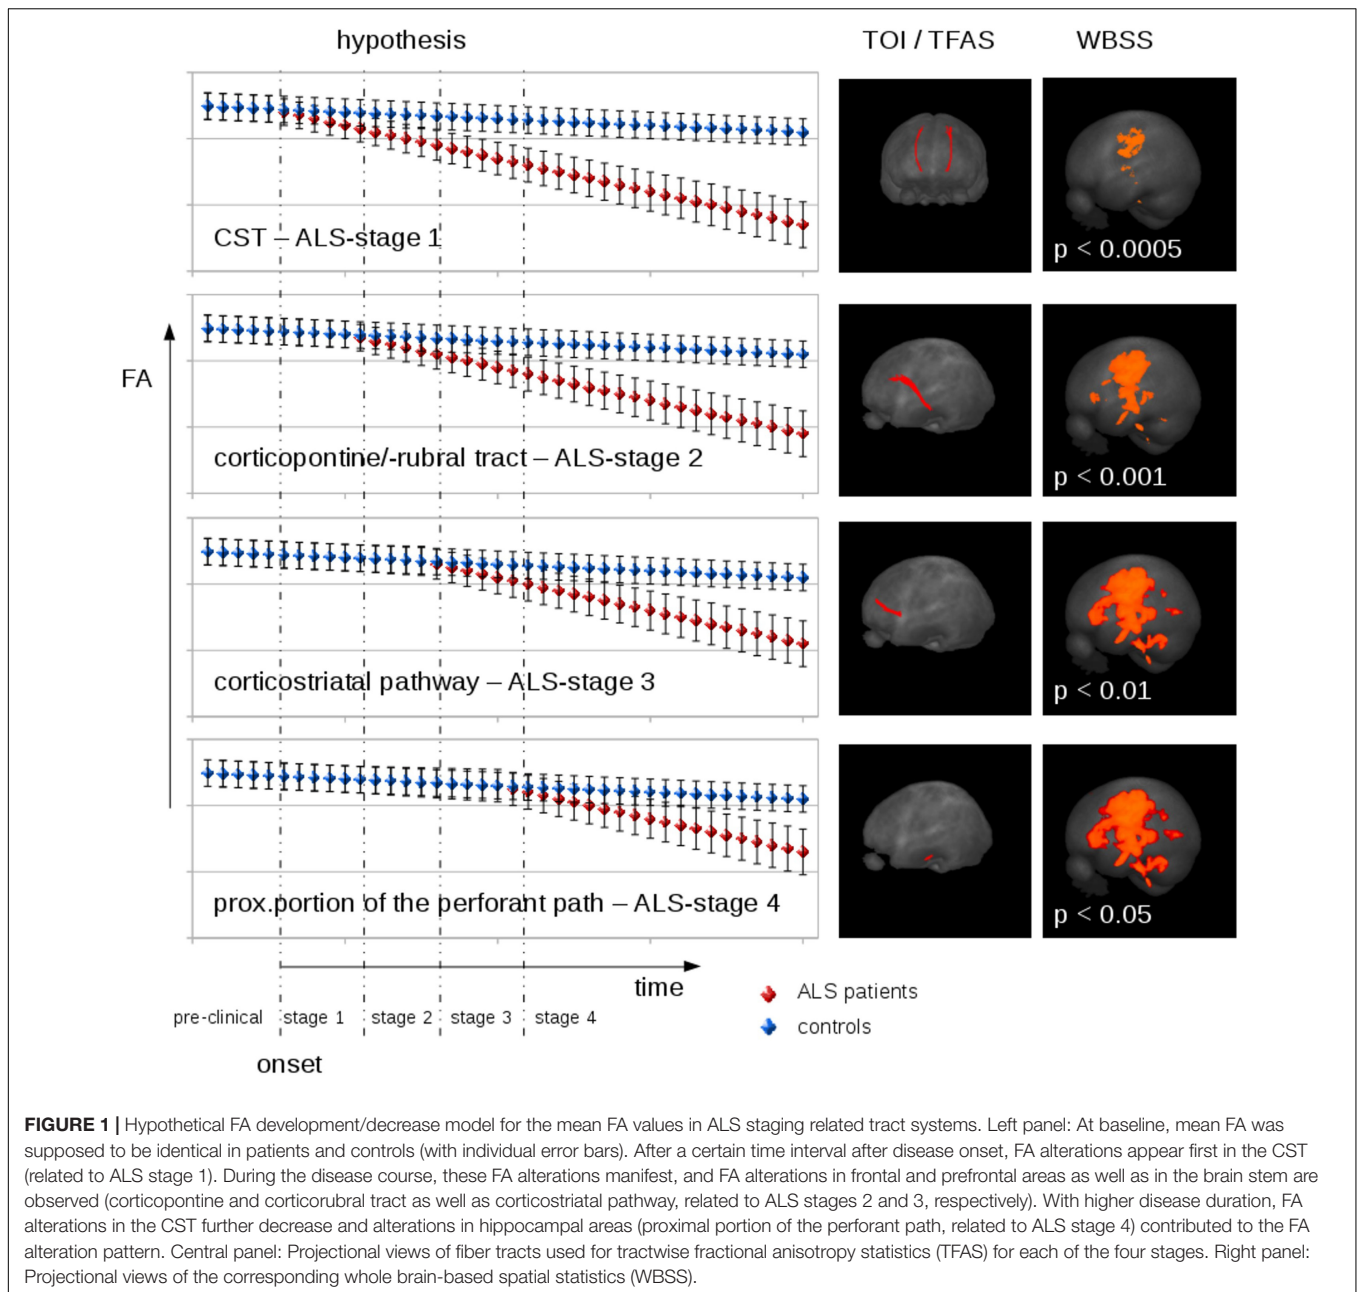 hypothesis
TOI / TFAS
WBSS
CST – ALS-stage 1
p < 0.0005
FA
corticopontine/-rubral tract – ALS-stage 2
p < 0.001
corticostriatal pathway – ALS-stage 3
p < 0.01
prox.portion of the perforant path – ALS-stage 4
p < 0.05
time
pre-clinical
stage 1
stage 2
stage 3
stage 4
onset
ALS patients
controls
FIGURE 1 | Hypothetical FA development/decrease model for the mean FA values in ALS staging related tract systems. Left panel: At baseline, mean FA was
supposed to be identical in patients and controls (with individual error bars). After a certain time interval after disease onset, FA alterations appear first in the CST
(related to ALS stage 1). During the disease course, these FA alterations manifest, and FA alterations in frontal and prefrontal areas as well as in the brain stem are
observed (corticopontine and corticorubral tract as well as corticostriatal pathway, related to ALS stages 2 and 3, respectively). With higher disease duration, FA
alterations in the CST further decrease and alterations in hippocampal areas (proximal portion of the perforant path, related to ALS stage 4) contributed to the FA
alteration pattern. Central panel: Projectional views of fiber tracts used for tractwise fractional anisotropy statistics (TFAS) for each of the four stages. Right panel:
Projectional views of the corresponding whole brain-based spatial statistics (WBSS).